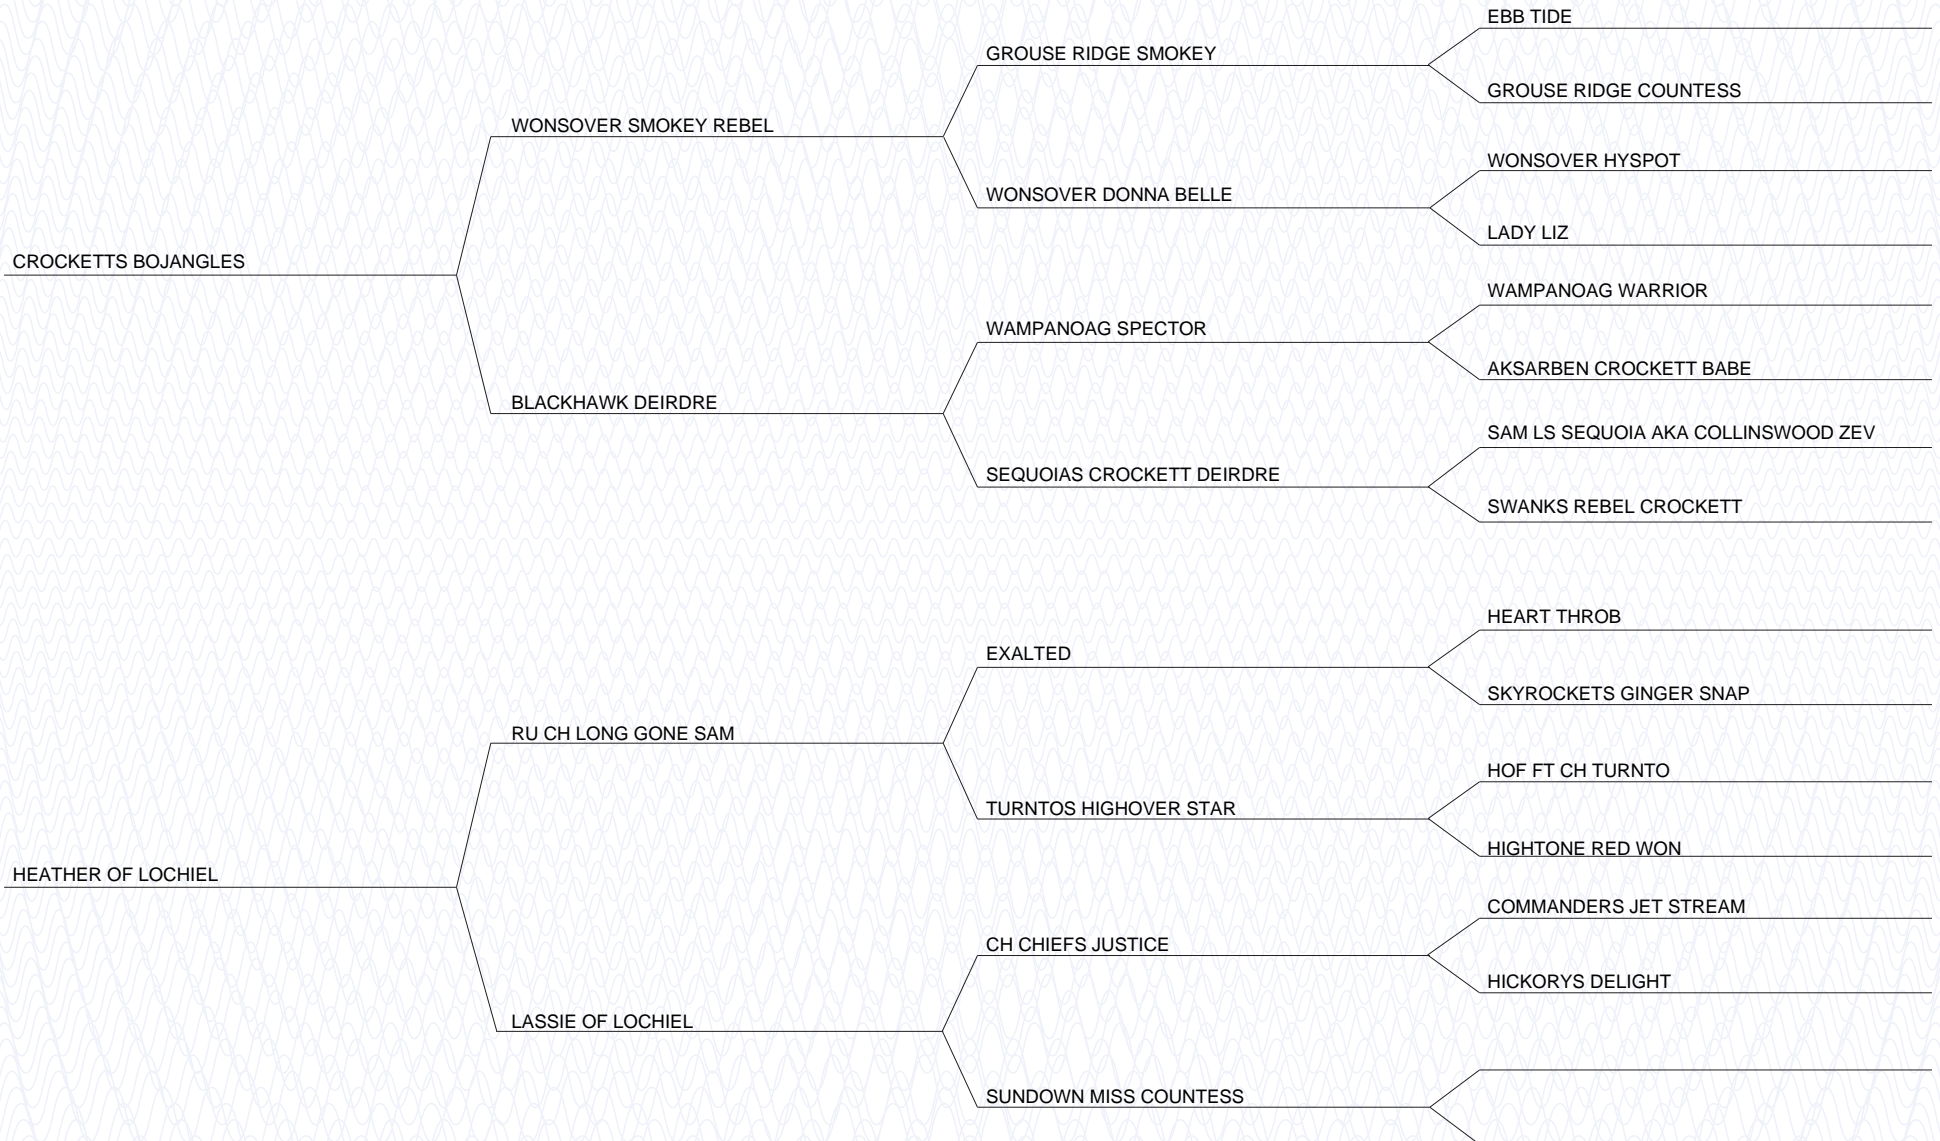 EBB TIDE
GROUSE RIDGE SMOKEY
GROUSE RIDGE COUNTESS
WONSOVER SMOKEY REBEL
WONSOVER HYSPOT
WONSOVER DONNA BELLE
LADY LIZ
CROCKETTS BOJANGLES
WAMPANOAG WARRIOR
WAMPANOAG SPECTOR
AKSARBEN CROCKETT BABE
BLACKHAWK DEIRDRE
SAM LS SEQUOIA AKA COLLINSWOOD ZEV
SEQUOIAS CROCKETT DEIRDRE
SWANKS REBEL CROCKETT
HEART THROB
EXALTED
SKYROCKETS GINGER SNAP
RU CH LONG GONE SAM
HOF FT CH TURNTO
TURNTOS HIGHOVER STAR
HIGHTONE RED WON
HEATHER OF LOCHIEL
COMMANDERS JET STREAM
CH CHIEFS JUSTICE
HICKORYS DELIGHT
LASSIE OF LOCHIEL
SUNDOWN MISS COUNTESS